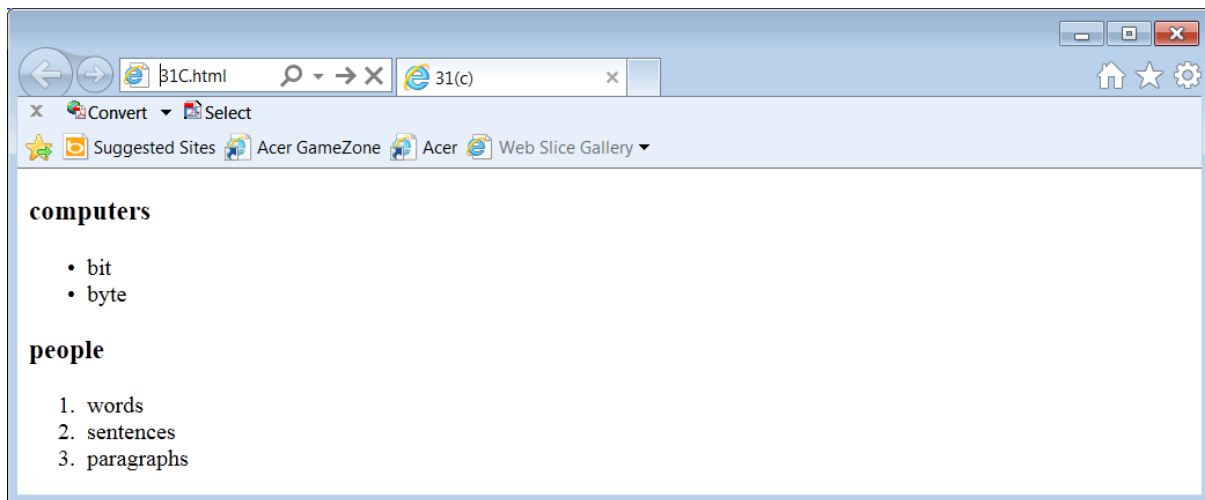 31C.html
31(c)
x Convert Select
Suggested Sites Acer GameZone Acer Web Slice Gallery
computers
• bit
• byte
people
1. words
2. sentences
3. paragraphs